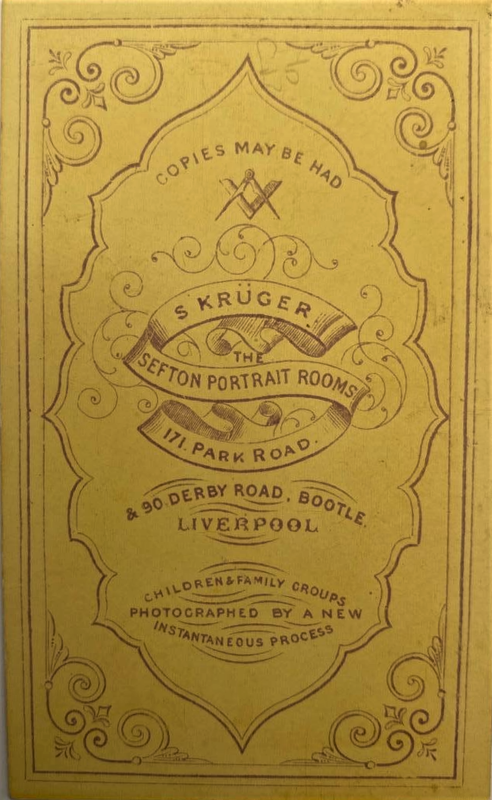 COPIES MAY BE HAD
S KRÜGER.
THE
SEFTON PORTRAIT ROOMS
171. PARK ROAD.
& 90 DERBY ROAD, BOOTLE.
LIVERPOOL
CHILDREN & FAMILY GROUPS
PHOTOGRAPHED BY A NEW
INSTANTANEOUS PROCESS